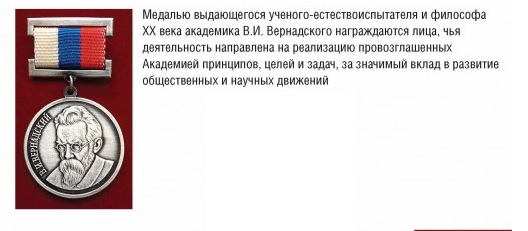 Медалью выдающегося ученого-естествоиспытателя и философа
XX века академика В.И. Вернадского награждаются лица, чья
деятельность направлена на реализацию провозглашенных
Академией принципов, целей и задач, за значимый вклад в развитие
общественных и научных движений
В.И.ВЕРНАДСКИЙ